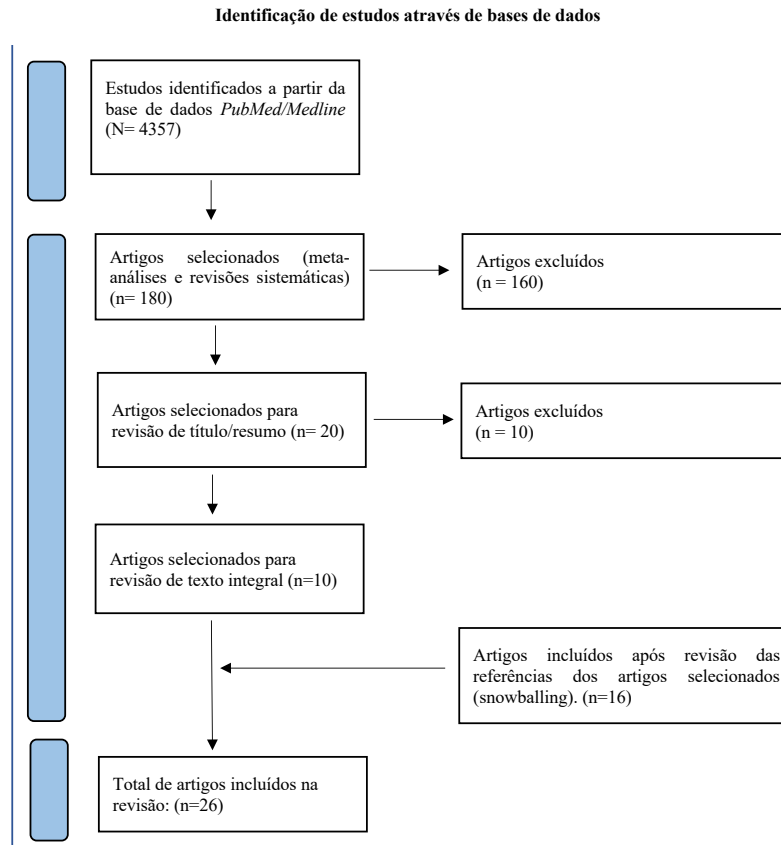 Identificação de estudos através de bases de dados
Estudos identificados a partir da
base de dados PubMed/Medline
(N= 4357)
Artigos selecionados (meta-
análises e revisões sistemáticas)
(n= 180)
Artigos excluídos
(n = 160)
Artigos selecionados para
revisão de título/resumo (n= 20)
Artigos excluídos
(n = 10)
Artigos selecionados para
revisão de texto integral (n=10)
Artigos incluídos após revisão das
referências dos artigos selecionados
(snowballing). (n=16)
Total de artigos incluídos na
revisão: (n=26)